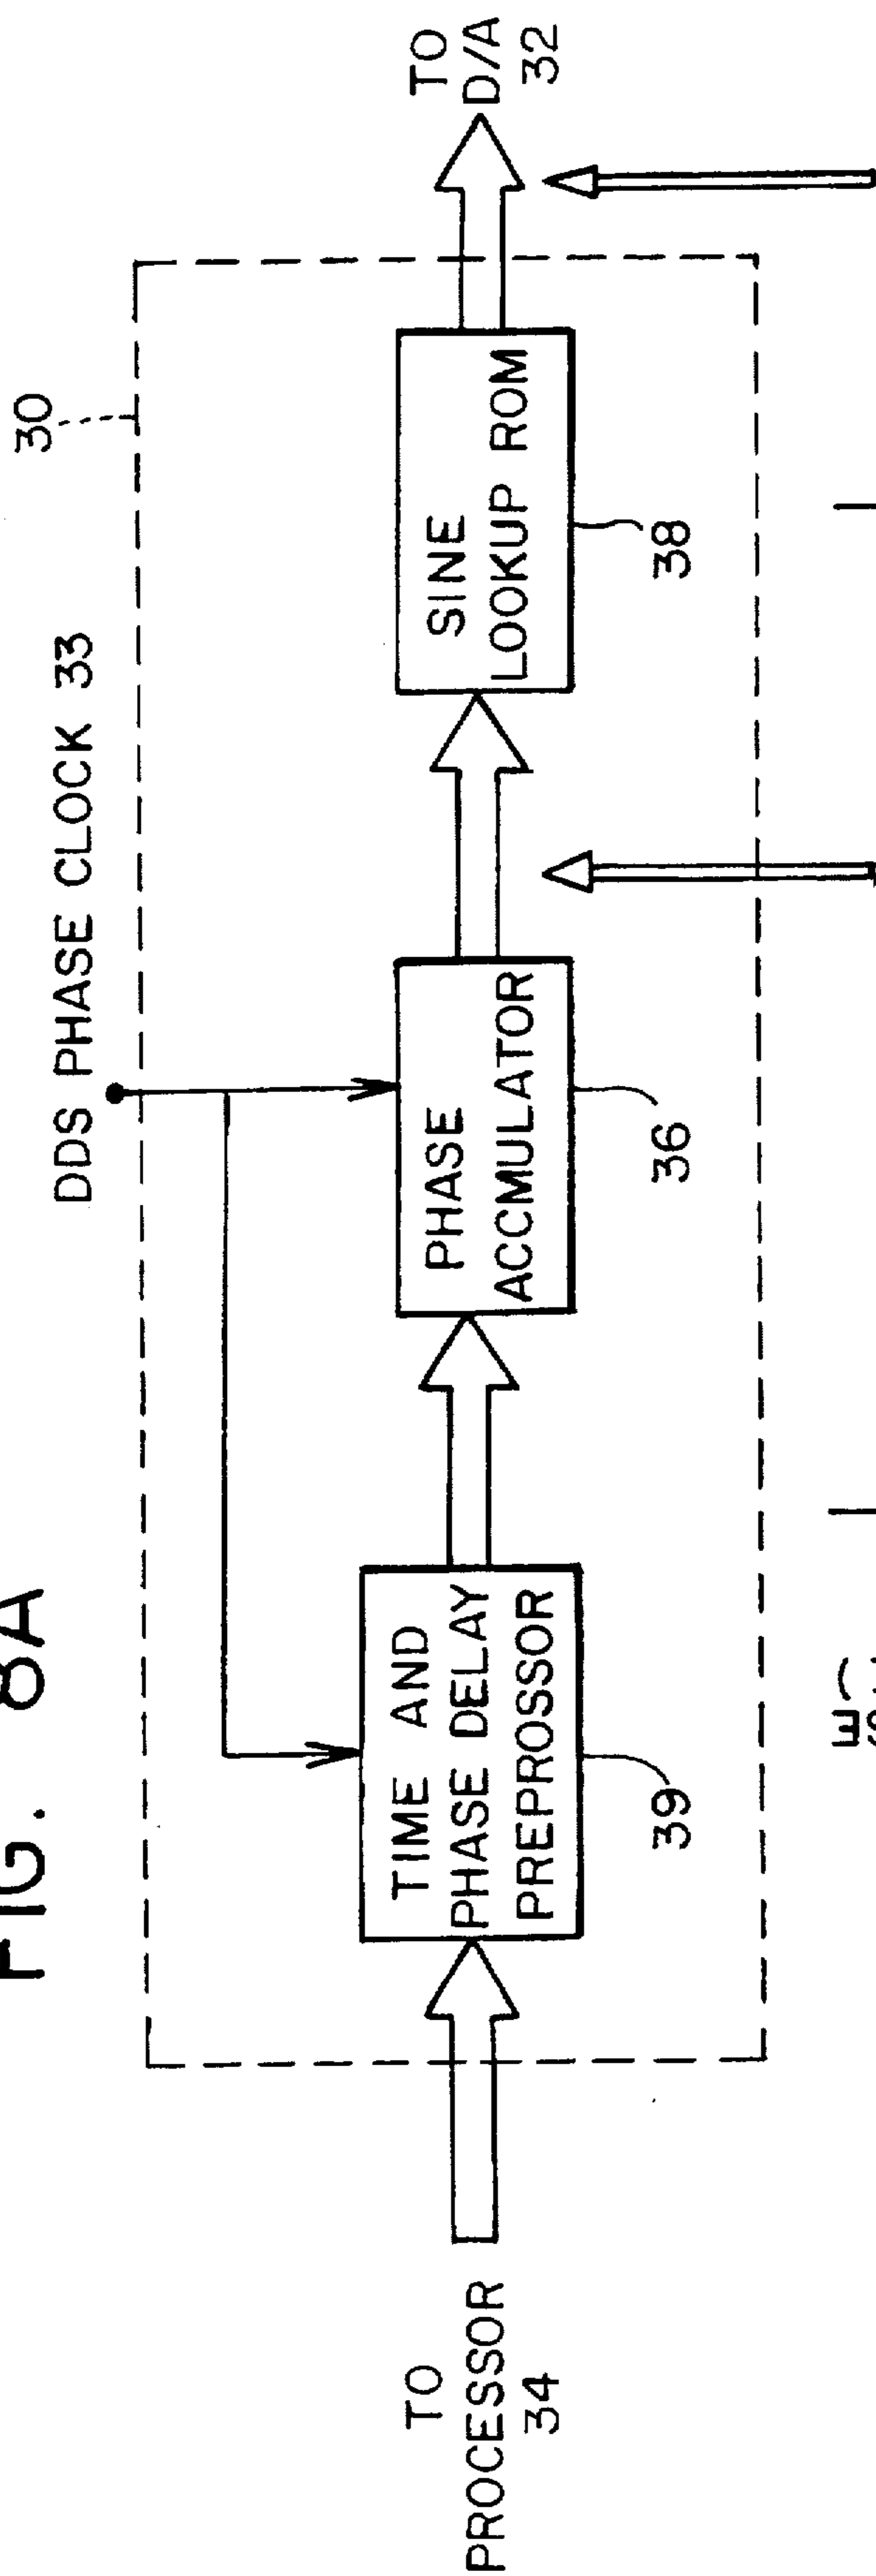 FIG. 8A
DDS PHASE CLOCK 33
30
TO
PROCESSOR
34
TIME AND
PHASE DELAY
PREPROSSOR
39
PHASE
ACCMULATOR
36
SINE
LOOKUP ROM
38
TO
D/A
32